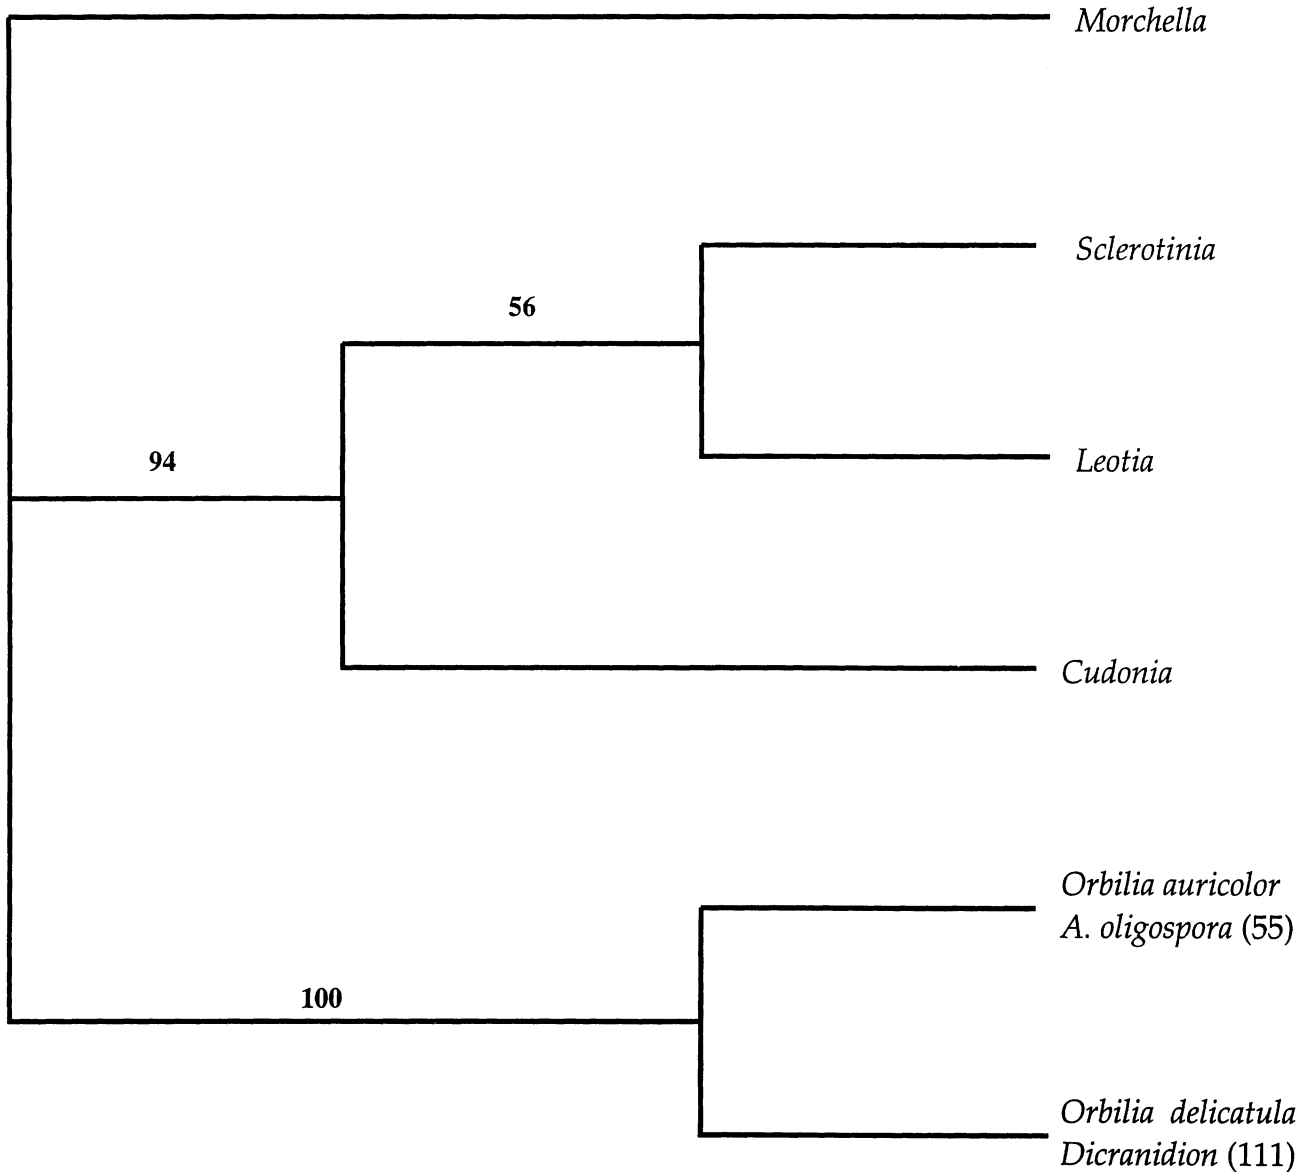 Morchella
Sclerotinia
56
Leotia
94
Cudonia
Orbilia auricolor
A. oligospora (55)
100
Orbilia delicatula
Dicranidion (111)